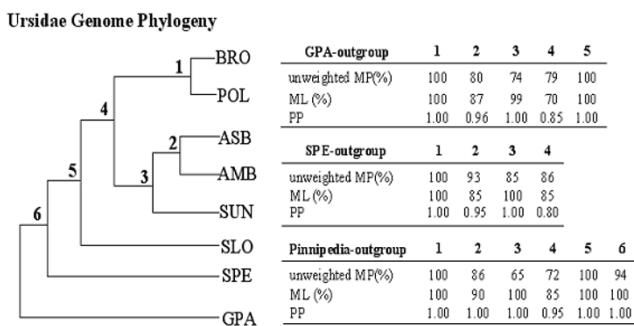 Ursidae Genome Phylogeny
BRO
POL
ASB
AMB
SUN
SLO
SPE
GPA
1
2
3
4
5
6
GPA-outgroup 1 2 3 4 5
unweighted MP(%) 100 80 74 79 100
ML (%) 100 87 99 70 100
PP 1.00 0.96 1.00 0.85 1.00
SPE-outgroup 1 2 3 4
unweighted MP(%) 100 93 85 86
ML (%) 100 85 100 85
PP 1.00 0.95 1.00 0.80
Pinnipedia-outgroup 1 2 3 4 5 6
unweighted MP(%) 100 86 65 72 100 94
ML (%) 100 90 100 85 100 100
PP 1.00 1.00 1.00 0.95 1.00 1.00